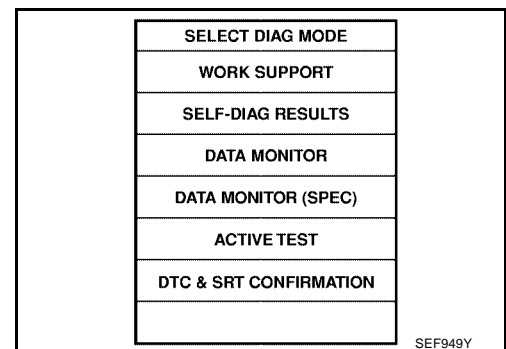 SELECT DIAG MODE
WORK SUPPORT
SELF-DIAG RESULTS
DATA MONITOR
DATA MONITOR (SPEC)
ACTIVE TEST
DTC & SRT CONFIRMATION
SEF949Y